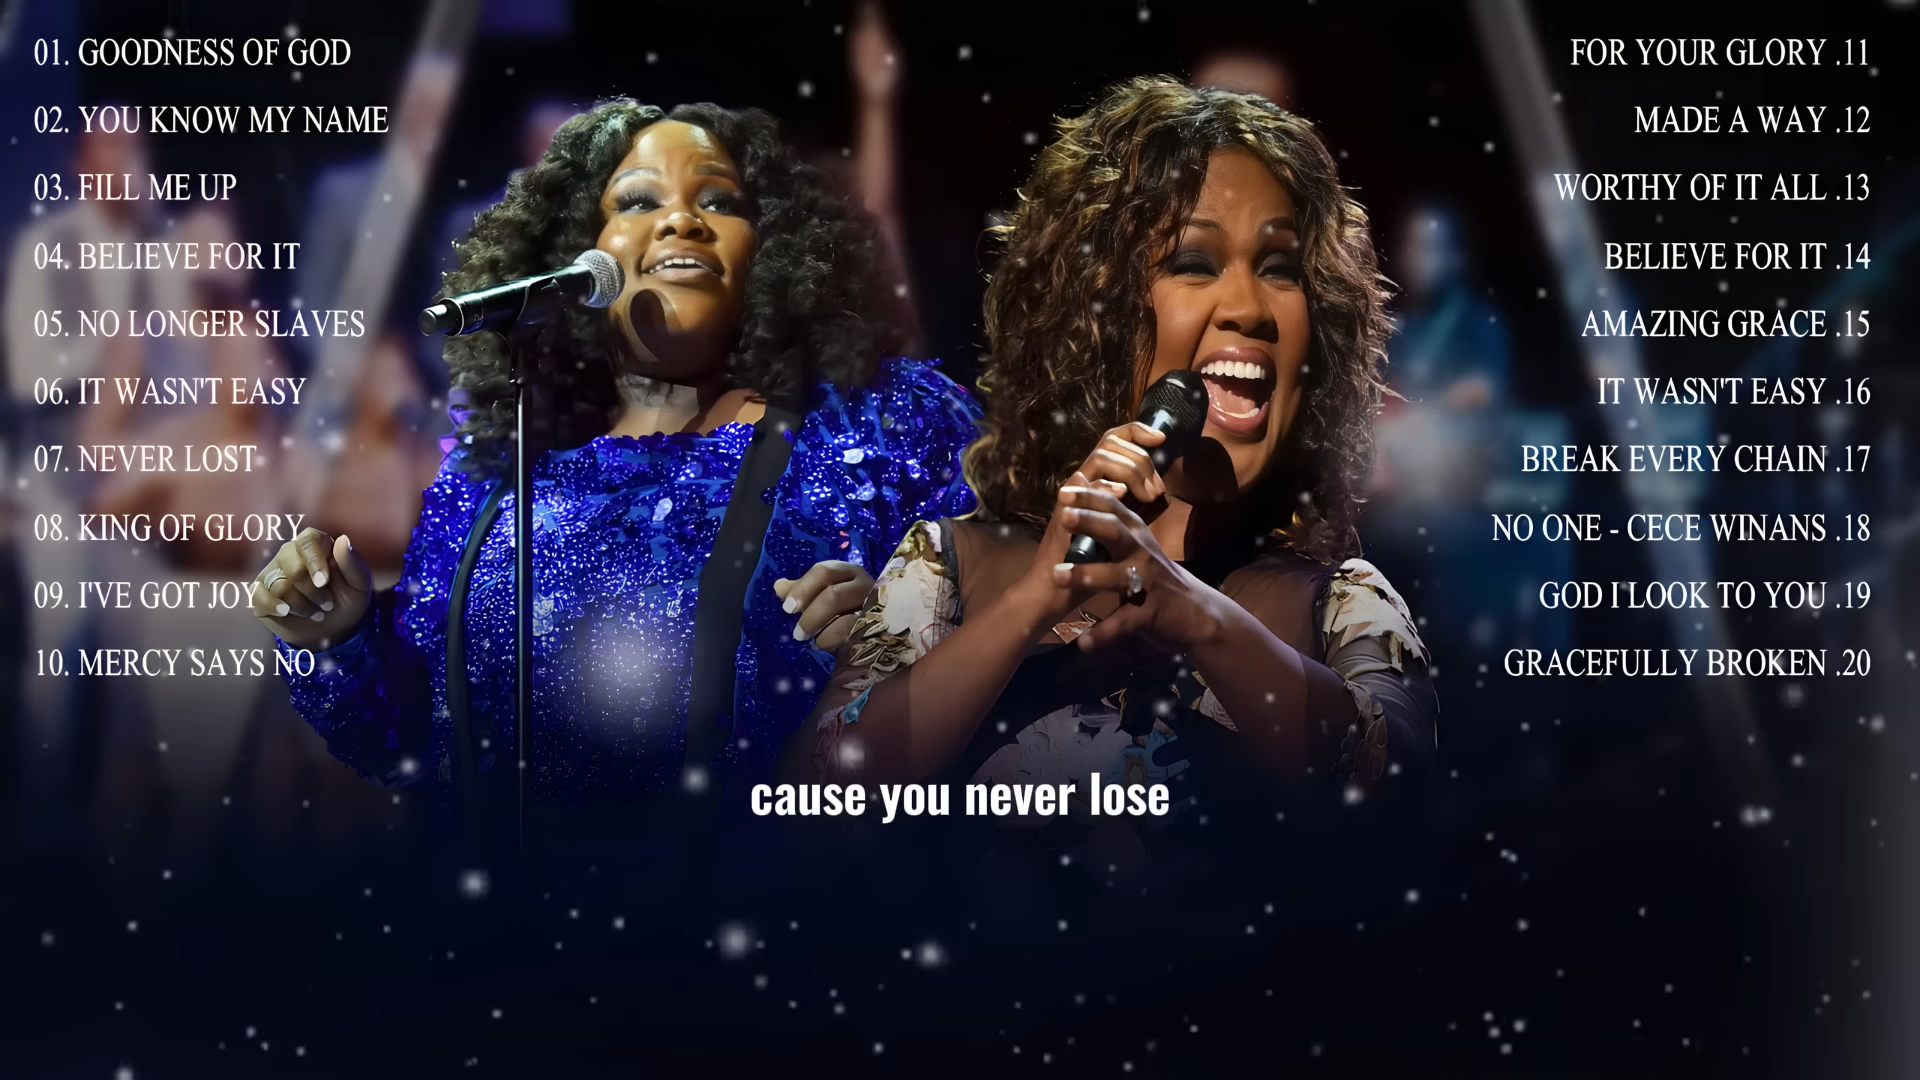 01. GOODNESS OF GOD
02. YOU KNOW MY NAME
03. FILL ME UP
04. BELIEVE FOR IT
05. NO LONGER SLAVES
06. IT WASN'T EASY
07. NEVER LOST
08. KING OF GLORY
09. I'VE GOT JOY
10. MERCY SAYS NO
FOR YOUR GLORY .11
MADE A WAY .12
WORTHY OF IT ALL .13
BELIEVE FOR IT .14
AMAZING GRACE .15
IT WASN'T EASY .16
BREAK EVERY CHAIN .17
NO ONE - CECE WINANS .18
GOD I LOOK TO YOU .19
GRACEFULLY BROKEN .20
cause you never lose